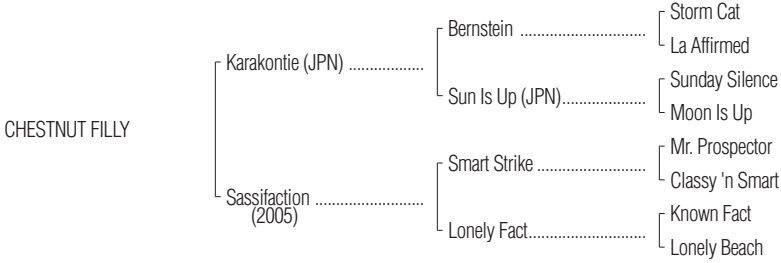 Storm Cat
Bernstein ..............................
La Affirmed
Karakontie (JPN) ..................
Sunday Silence
Sun Is Up (JPN)....................
Moon Is Up
CHESTNUT FILLY
Mr. Prospector
Smart Strike ..........................
Classy 'n Smart
Sassifaction ..........................
(2005)
Known Fact
Lonely Fact............................
Lonely Beach